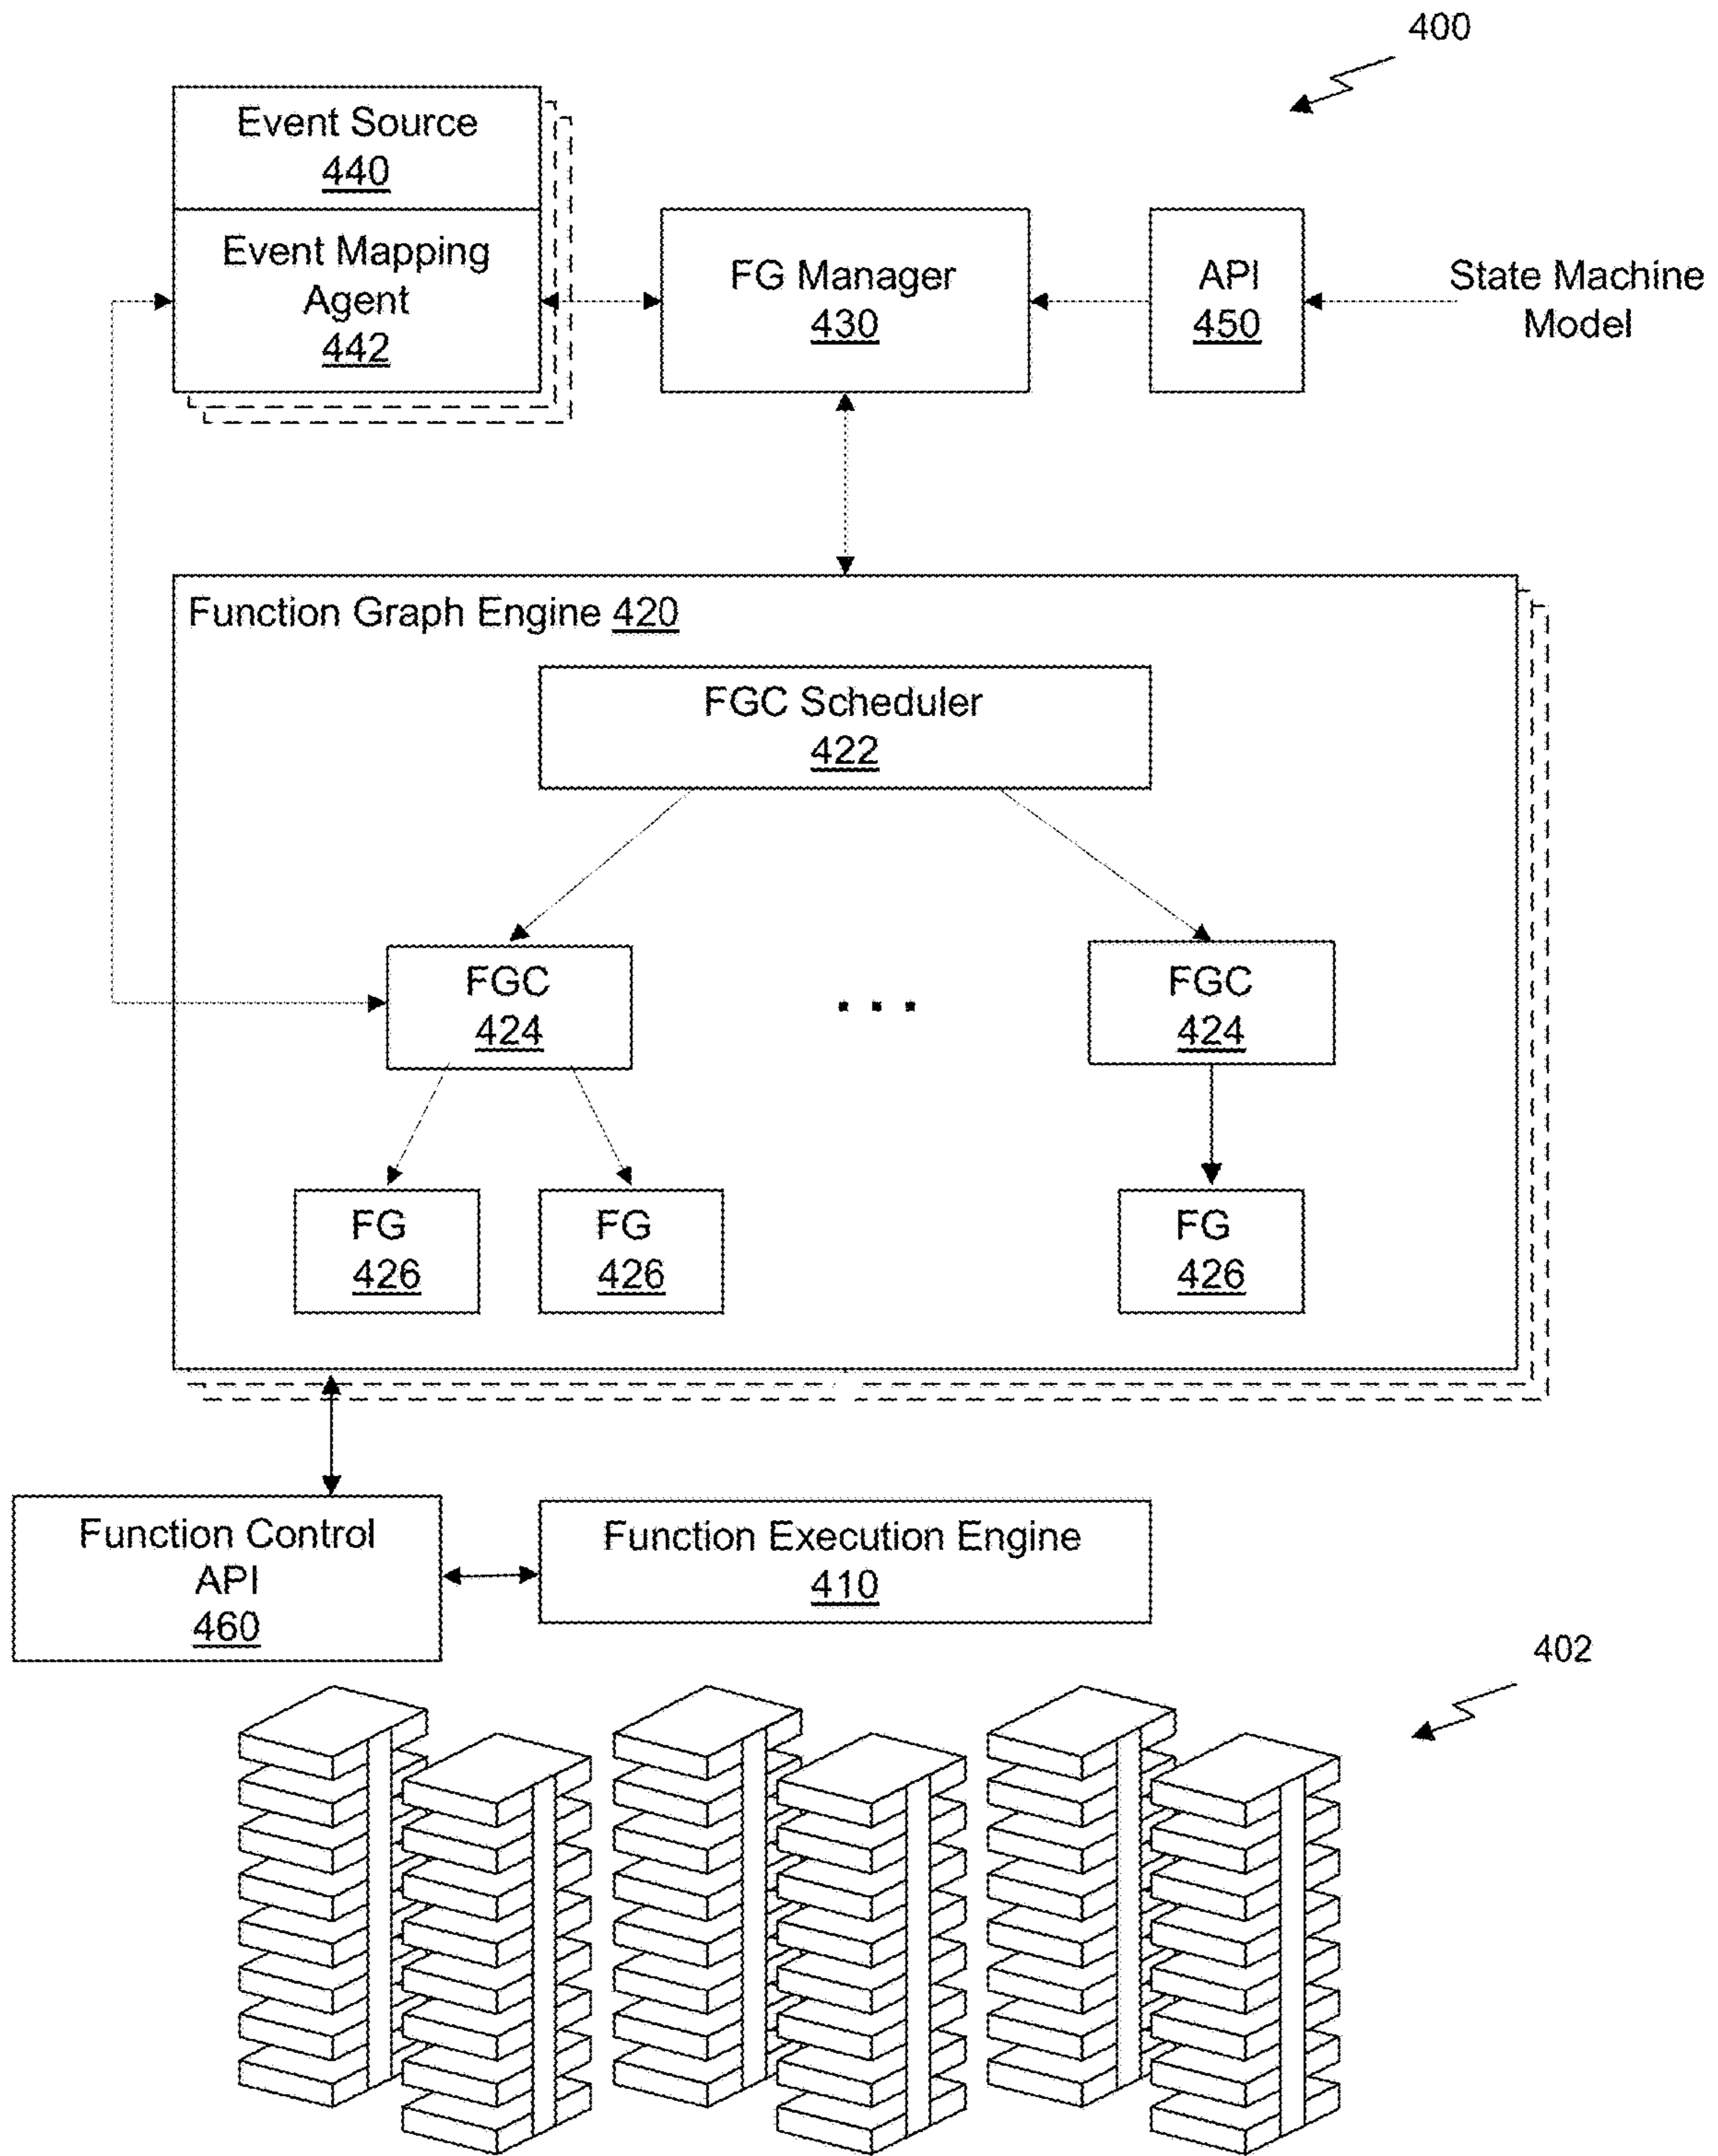 400
Event Source
440
Event Mapping
Agent
442
FG Manager
430
API
450
State Machine
Model
Function Graph Engine 420
FGC Scheduler
422
FGC
424
. . .
FGC
424
FG
426
FG
426
FG
426
Function Control
API
460
Function Execution Engine
410
402